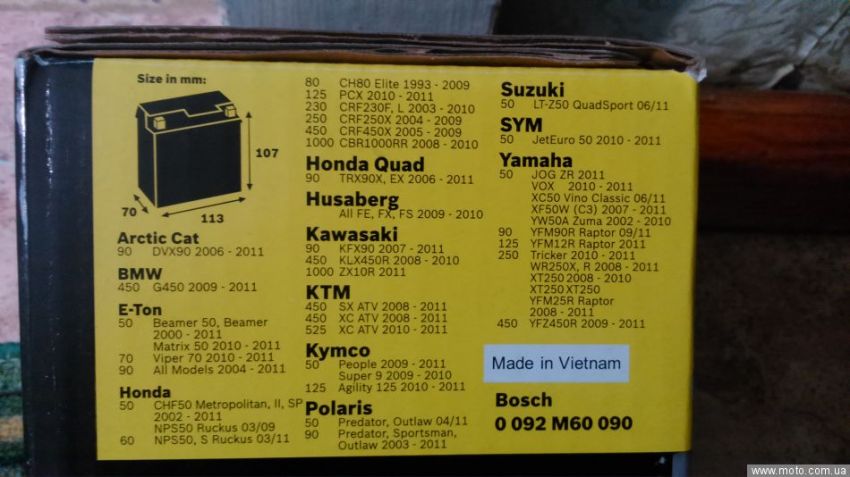 Size in mm:
107
70
113
Arctic Cat
90 DVX90 2006 - 2011
BMW
450 G450 2009 - 2011
E-Ton
50 Beamer 50, Beamer
2000 - 2011
Matrix 50 2010 - 2011
70 Viper 70 2010 - 2011
90 All Models 2004 - 2011
Honda
50 CHF50 Metropolitan, II, SP
2002 - 2011
NPS50 Ruckus 03/09
60 NPS50, S Ruckus 03/11
80 CH80 Elite 1993 - 2009
125 PCX 2010 - 2011
230 CRF230F, L 2003 - 2010
250 CRF250X 2004 - 2009
450 CRF450X 2005 - 2009
1000 CBR1000RR 2008 - 2010
Honda Quad
90 TRX90X, EX 2006 - 2011
Husaberg
All FE, FX, FS 2009 - 2010
Kawasaki
90 KFX90 2007 - 2011
450 KLX450R 2008 - 2010
1000 ZX10R 2011
KTM
450 SX ATV 2008 - 2011
450 XC ATV 2008 - 2011
525 XC ATV 2010 - 2011
Kymco
50 People 2009 - 2011
Super 9 2009 - 2010
125 Agility 125 2010 - 2011
Polaris
50 Predator, Outlaw 04/11
90 Predator, Sportsman,
Outlaw 2003 - 2011
Suzuki
50 LT-Z50 QuadSport 06/11
SYM
50 JetEuro 50 2010 - 2011
Yamaha
50 JOG ZR 2011
VOX 2010 - 2011
XC50 Vino Classic 06/11
XF50W (C3) 2007 - 2011
YW50A Zuma 2002 - 2010
90 YFM90R Raptor 09/11
125 YFM12R Raptor 2011
250 Tricker 2010 - 2011
WR250X, R 2008 - 2011
XT250 2008 - 2010
XT250 XT250
YFM25R Raptor
2008 - 2011
450 YFZ450R 2009 - 2011
Made in Vietnam
Bosch
0 092 M60 090
www.moto.com.ua